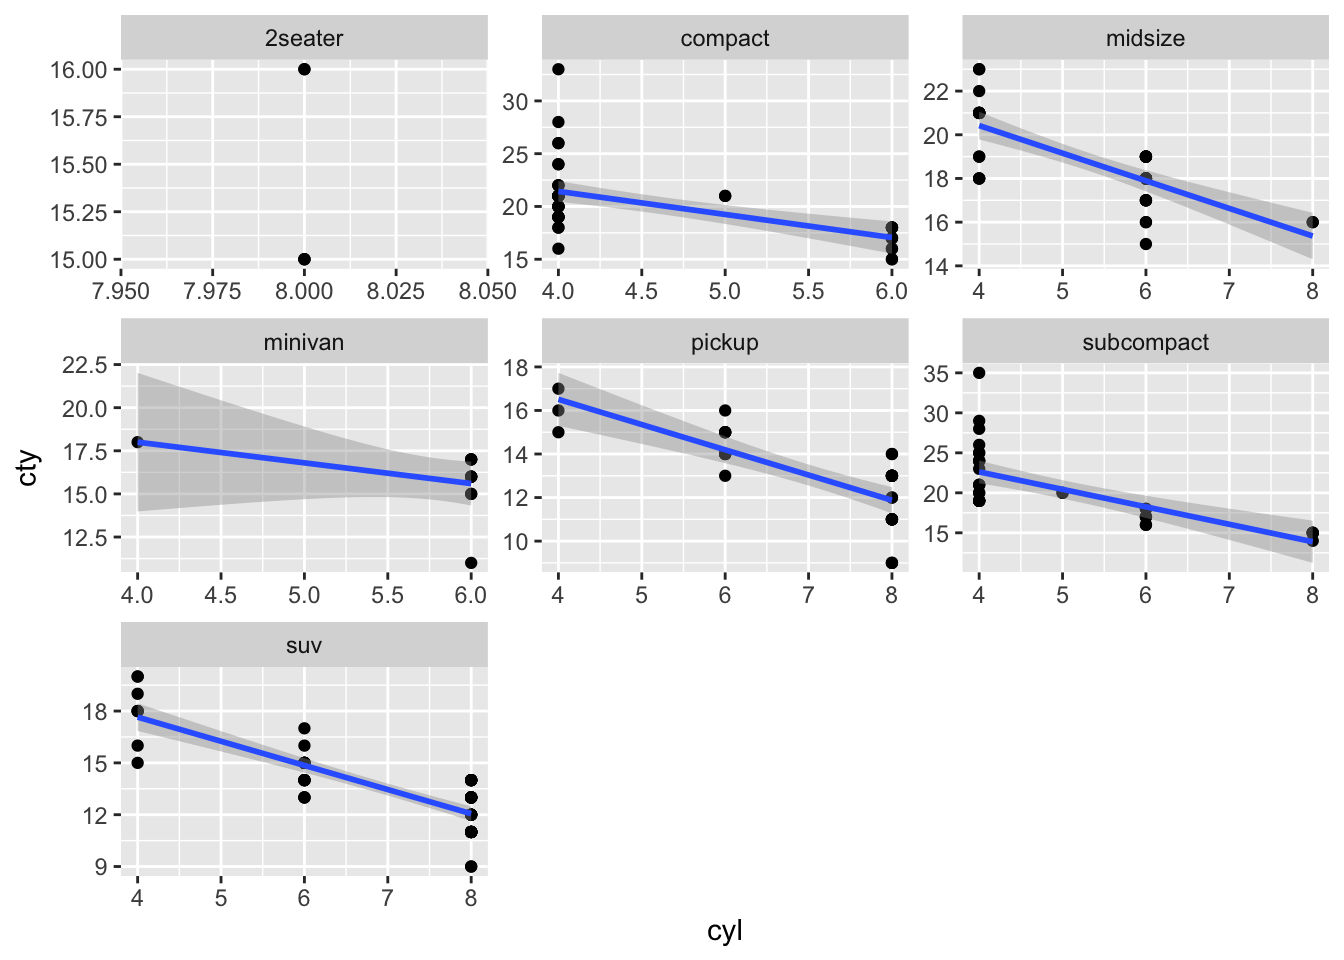 2seater compact midsize
16.00
15.75
15.50
15.25
15.00
7.950 7.975 8.000 8.025 8.050
30
25
20
15
4.0 4.5 5.0 5.5 6.0
22
20
18
16
14
4 5 6 7 8
minivan pickup subcompact
22.5
20.0
17.5
15.0
12.5
4.0 4.5 5.0 5.5 6.0
18
16
14
12
10
4 5 6 7 8
35
30
25
20
15
4 5 6 7 8
suv
18
15
12
9
4 5 6 7 8
cty
cyl